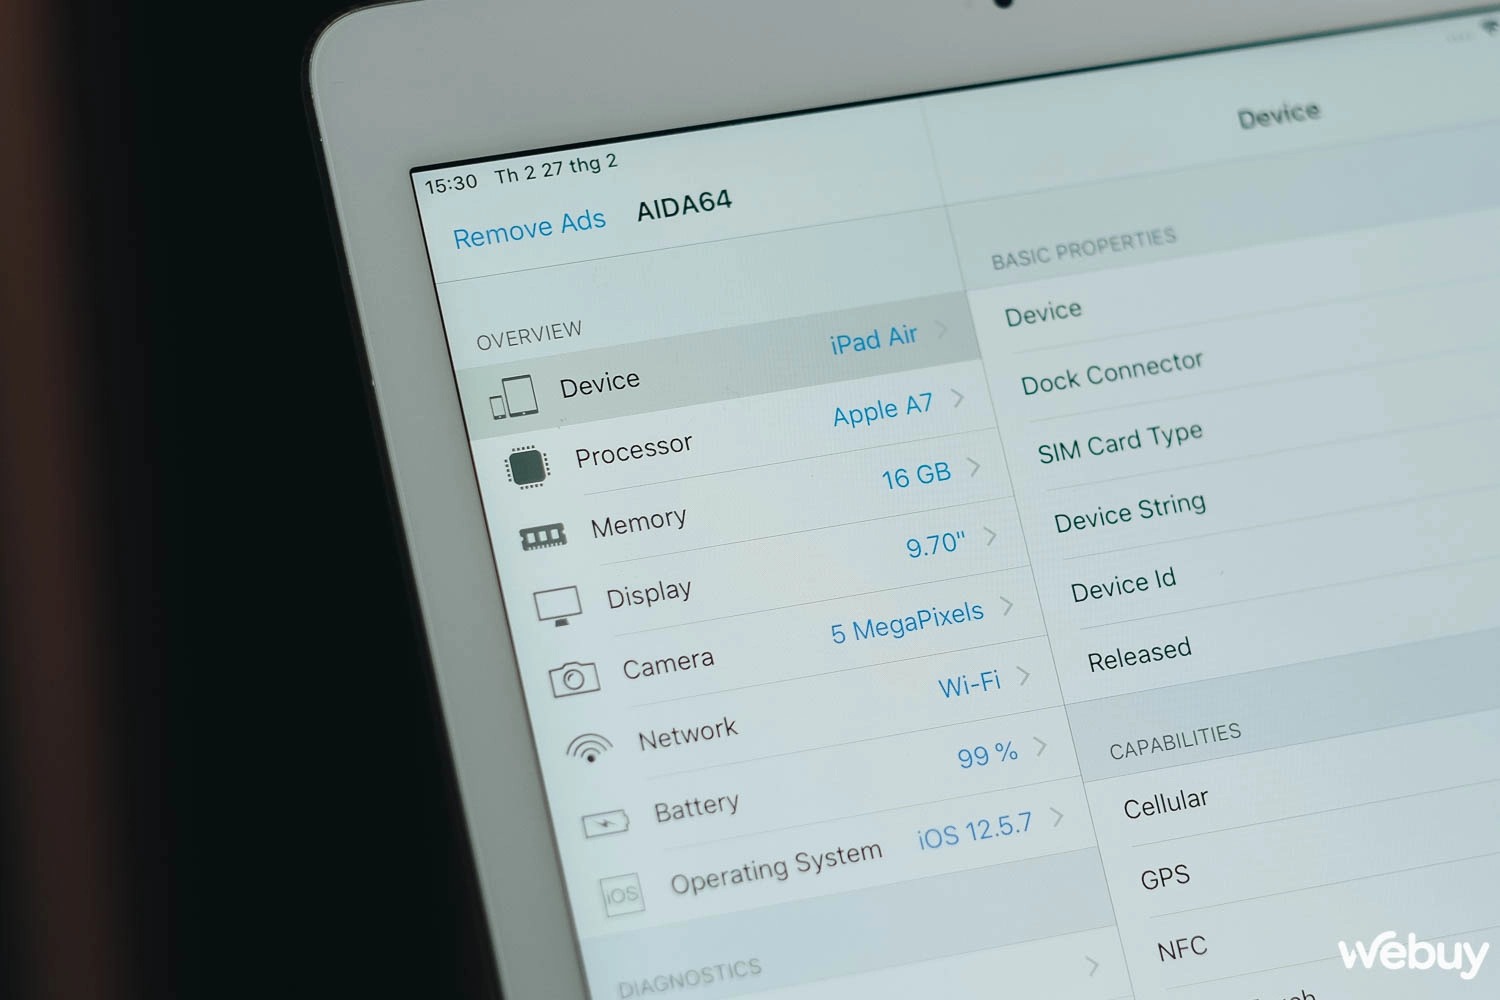 15:30 Th 2 27 thg 2
Remove Ads AIDA64
OVERVIEW
Device iPad Air
Processor Apple A7
Memory 16 GB
Display 9.70"
Camera 5 MegaPixels
Network Wi-Fi
Battery 99 %
iOS Operating System iOS 12.5.7
DIAGNOSTICS
Device
BASIC PROPERTIES
Device
Dock Connector
SIM Card Type
Device String
Device Id
Released
CAPABILITIES
Cellular
GPS
NFC
webuy